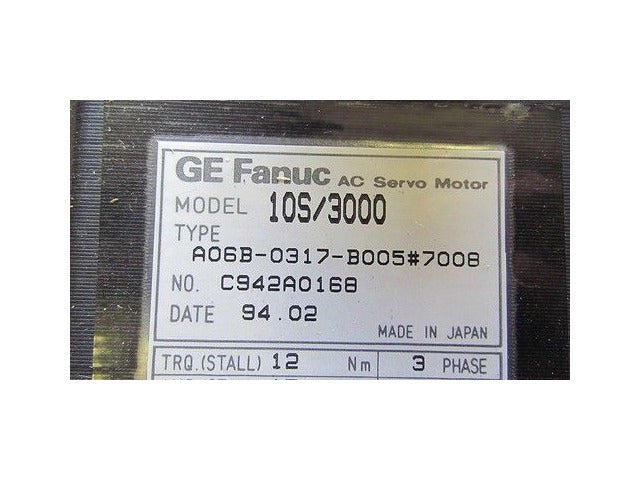 GE Fanuc AC Servo Motor
MODEL 10S/3000
TYPE
A06B-0317-B005#7008
NO. C942A0168
DATE 94.02
MADE IN JAPAN
TRQ.(STALL) 12 Nm 3 PHASE